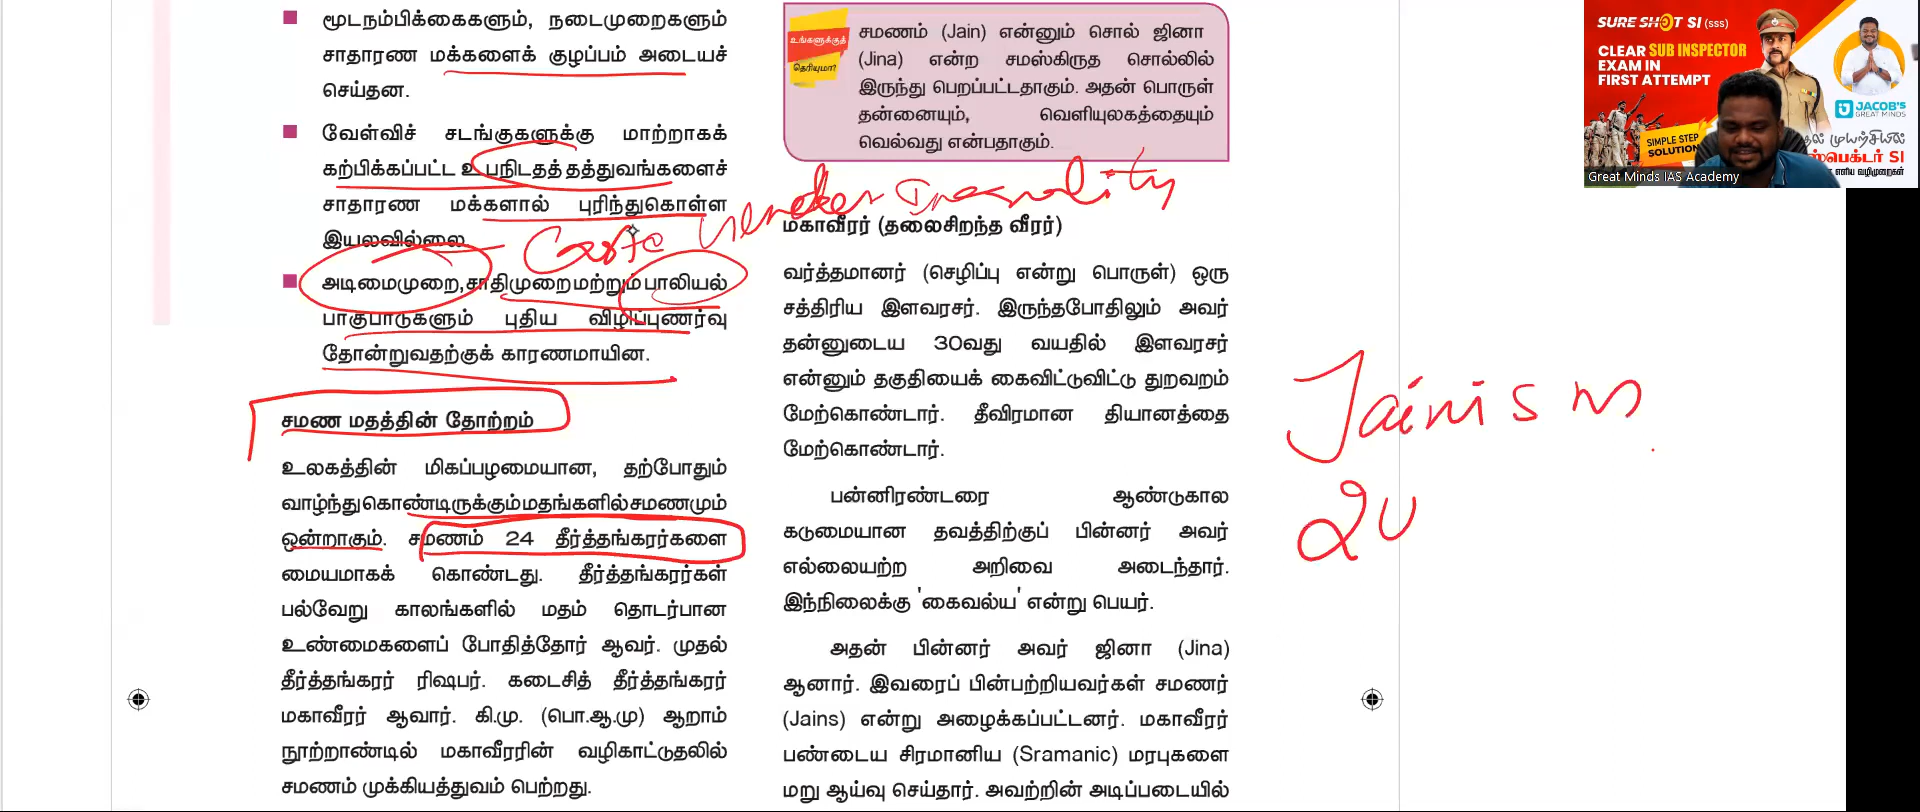 மூடநம்பிக்கைகளும், நடைமுறைகளும்
சாதாரண மக்களைக் குழப்பம் அடையச்
செய்தன.
வேள்விச் சடங்குகளுக்கு மாற்றாகக்
கற்பிக்கப்பட்ட உபநிடதத் தத்துவங்களைச்
சாதாரண மக்களால் புரிந்துகொள்ள
இயலவில்லை
அடிமைமுறை,சாதிமுறைமற்றும் பாலியல்
பாகுபாடுகளும் புதிய விழிப்புணர்வு
தோன்றுவதற்குக் காரணமாயின.
சமண மதத்தின் தோற்றம்
உலகத்தின் மிகப்பழமையான, தற்போதும்
வாழ்ந்துகொண்டிருக்கும்மதங்களில்சமணமும்
ஒன்றாகும். சமணம் 24 தீர்த்தங்கரர்களை
மையமாகக் கொண்டது. தீர்த்தங்கரர்கள்
பல்வேறு காலங்களில் மதம் தொடர்பான
உண்மைகளைப் போதித்தோர் ஆவர். முதல்
தீர்த்தங்கரர் ரிஷபர். கடைசித் தீர்த்தங்கரர்
மகாவீரர் ஆவார். கி.மு. (பொ.ஆ.மு) ஆறாம்
நூற்றாண்டில் மகாவீரரின் வழிகாட்டுதலில்
சமணம் முக்கியத்துவம் பெற்றது.
உங்களுக்குத்
தெரியுமா?
சமணம் (Jain) என்னும் சொல் ஜினா
(Jina) என்ற சமஸ்கிருத சொல்லில்
இருந்து பெறப்பட்டதாகும். அதன் பொருள்
தன்னையும், வெளியுலகத்தையும்
வெல்வது என்பதாகும்.
மகாவீரர் (தலைசிறந்த வீரர்)
வர்த்தமானர் (செழிப்பு என்று பொருள்) ஒரு
சத்திரிய இளவரசர். இருந்தபோதிலும் அவர்
தன்னுடைய 30வது வயதில் இளவரசர்
என்னும் தகுதியைக் கைவிட்டுவிட்டு துறவறம்
மேற்கொண்டார். தீவிரமான தியானத்தை
மேற்கொண்டார்.
பன்னிரண்டரை ஆண்டுகால
கடுமையான தவத்திற்குப் பின்னர் அவர்
எல்லையற்ற அறிவை அடைந்தார்.
இந்நிலைக்கு 'கைவல்ய' என்று பெயர்.
அதன் பின்னர் அவர் ஜினா (Jina)
ஆனார். இவரைப் பின்பற்றியவர்கள் சமணர்
(Jains) என்று அழைக்கப்பட்டனர். மகாவீரர்
பண்டைய சிரமானிய (Sramanic) மரபுகளை
மறு ஆய்வு செய்தார். அவற்றின் அடிப்படையில்
Caste
Jainism
SURE SHOT SI (SSS)
CLEAR SUB INSPECTOR
EXAM IN
FIRST ATTEMPT
JACOB'S
GREAT MINDS
SIMPLE STEP
SOLUTION
Great Minds IAS Academy